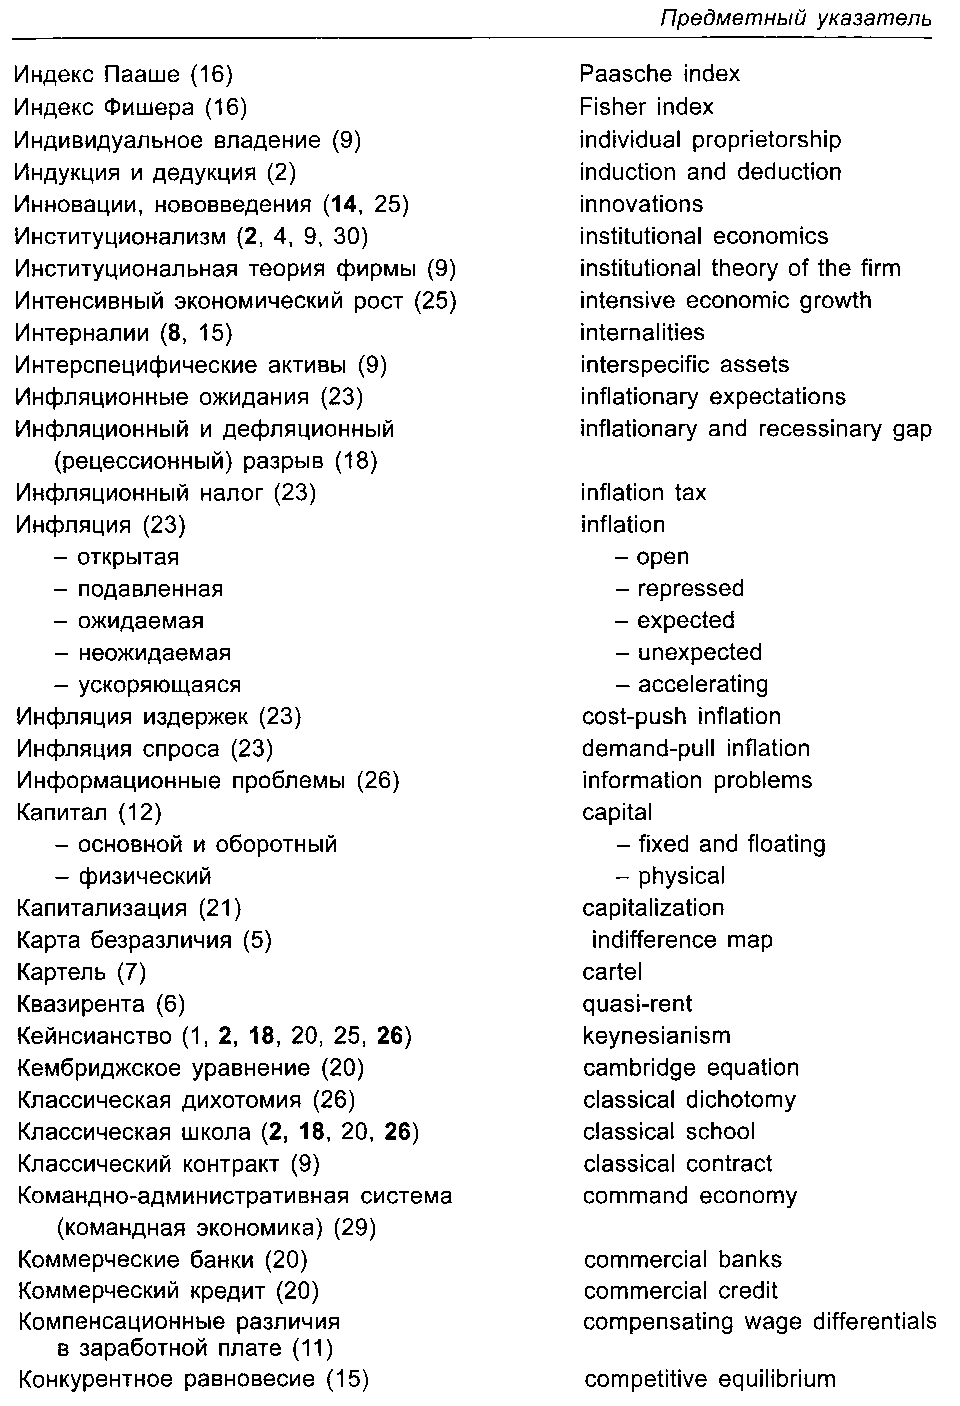 Предметный указатель
Индекс Пааше (16) Paasche index
Индекс Фишера (16) Fisher index
Индивидуальное владение (9) individual proprietorship
Индукция и дедукция (2) induction and deduction
Инновации, нововведения (14, 25) innovations
Институционализм (2, 4, 9, 30) institutional economics
Институциональная теория фирмы (9) institutional theory of the firm
Интенсивный экономический рост (25) intensive economic growth
Интерналии (8, 15) internalities
Интерспецифические активы (9) interspecific assets
Инфляционные ожидания (23) inflationary expectations
Инфляционный и дефляционный inflationary and recessinary gap
(рецессионный) разрыв (18)
Инфляционный налог (23) inflation tax
Инфляция (23) inflation
– открытая – open
– подавленная – repressed
– ожидаемая – expected
– неожидаемая – unexpected
– ускоряющаяся – accelerating
Инфляция издержек (23) cost-push inflation
Инфляция спроса (23) demand-pull inflation
Информационные проблемы (26) information problems
Капитал (12) capital
– основной и оборотный – fixed and floating
– физический – physical
Капитализация (21) capitalization
Карта безразличия (5) indifference map
Картель (7) cartel
Квазирента (6) quasi-rent
Кейнсианство (1, 2, 18, 20, 25, 26) keynesianism
Кембриджское уравнение (20) cambridge equation
Классическая дихотомия (26) classical dichotomy
Классическая школа (2, 18, 20, 26) classical school
Классический контракт (9) classical contract
Командно-административная система command economy
(командная экономика) (29)
Коммерческие банки (20) commercial banks
Коммерческий кредит (20) commercial credit
Компенсационные различия compensating wage differentials
в заработной плате (11)
Конкурентное равновесие (15) competitive equilibrium